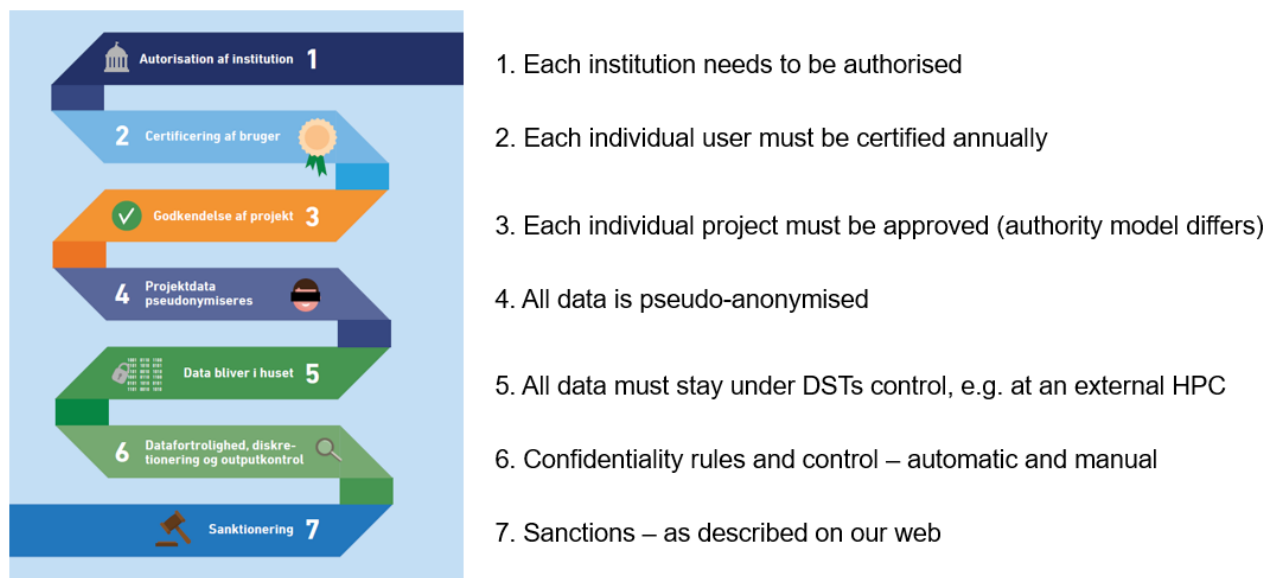 Autorisation af institution 1
2 Certificering af bruger
Godkendelse af projekt 3
4 Projektdata
pseudonymiseres
Data bliver i huset 5
6 Datafortrolighed, diskre-
tionering og outputkontrol
Sanktionering 7
1. Each institution needs to be authorised
2. Each individual user must be certified annually
3. Each individual project must be approved (authority model differs)
4. All data is pseudo-anonymised
5. All data must stay under DSTs control, e.g. at an external HPC
6. Confidentiality rules and control – automatic and manual
7. Sanctions – as described on our web